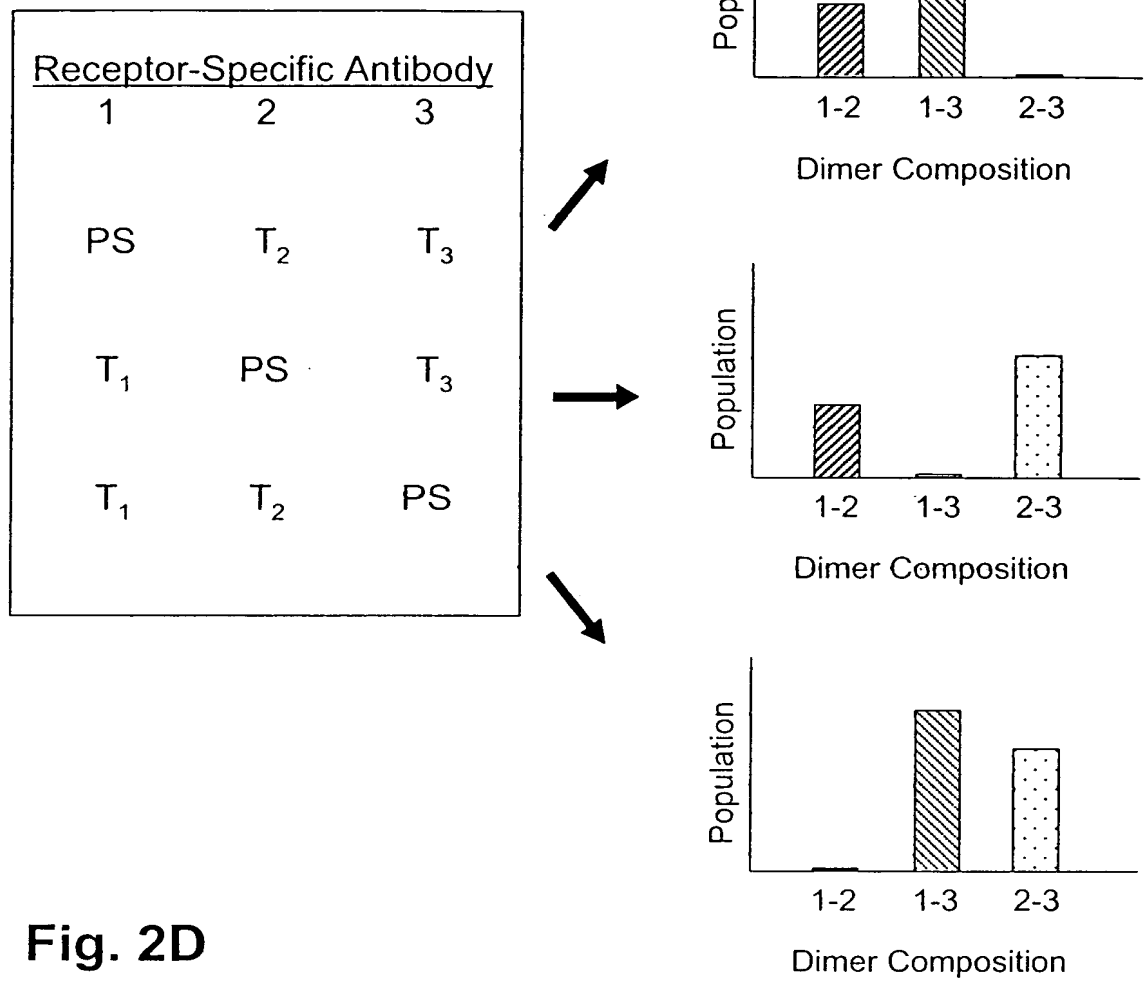 Receptor-Specific Antibody
1 2 3
PS T2 T3
T1 PS T3
T1 T2 PS
1-2 1-3 2-3
Dimer Composition
Population
1-2 1-3 2-3
Dimer Composition
Population
1-2 1-3 2-3
Dimer Composition
Fig. 2D